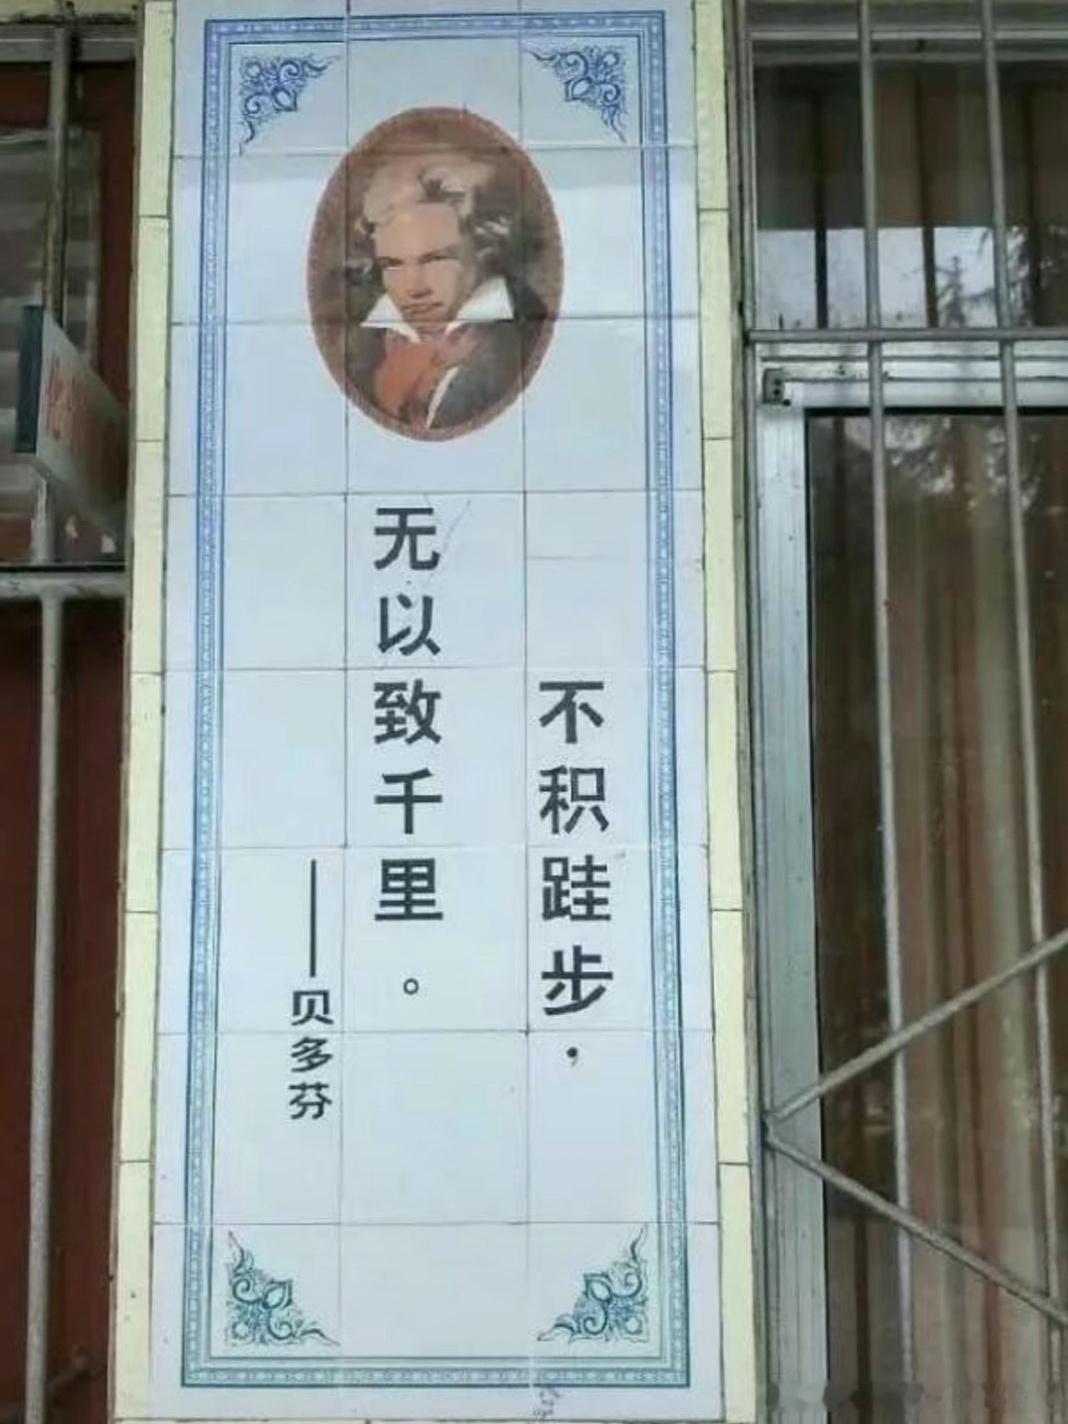 不积跬步，
无以致千里。
——贝多芬